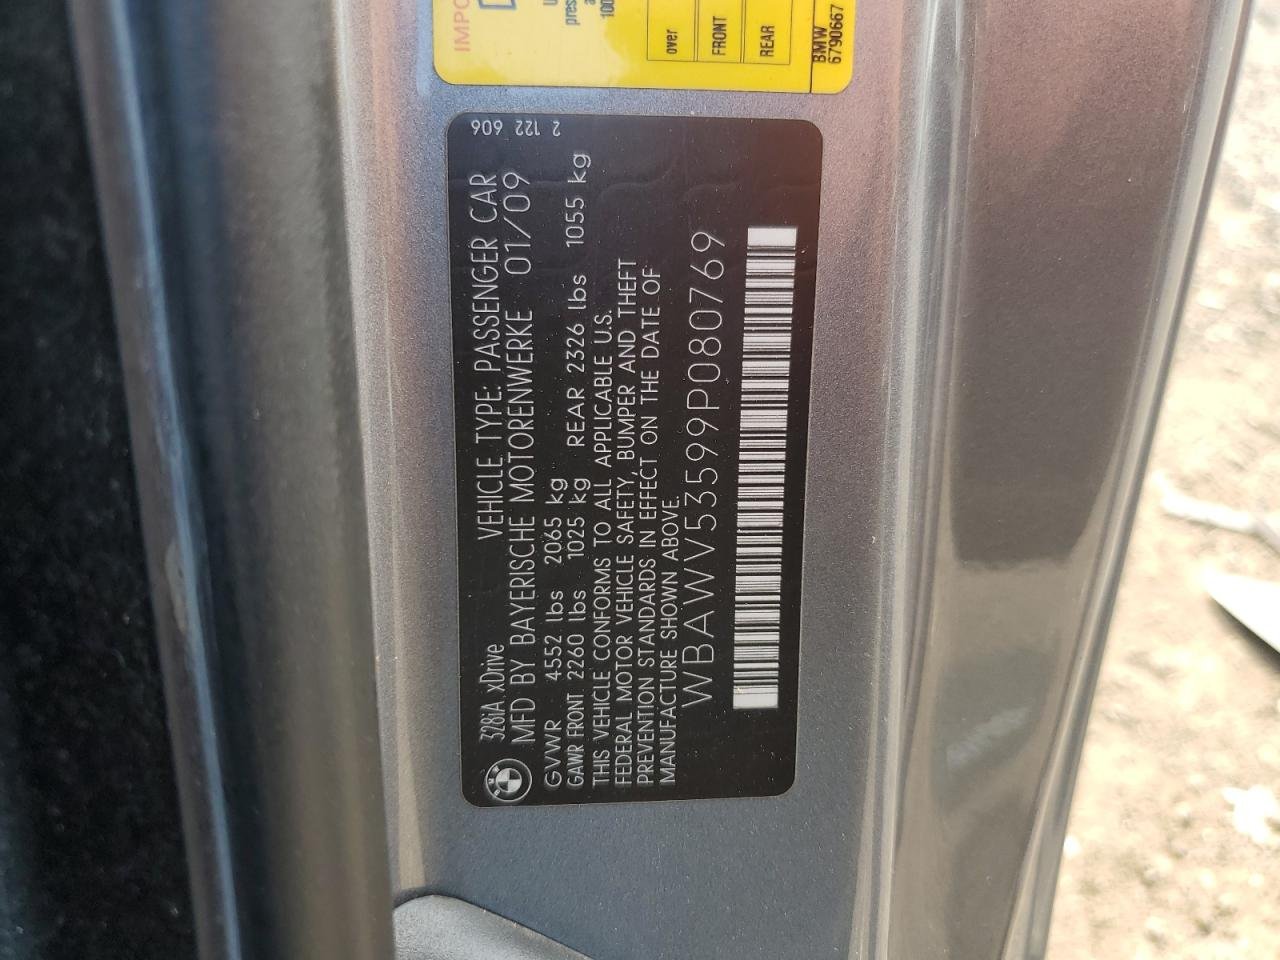 IMPO
over
FRONT
REAR
BMW
6790667
2 122 606
328iA xDrive VEHICLE TYPE: PASSENGER CAR
MFD BY BAYERISCHE MOTORENWERKE 01/09
GVWR 4552 lbs 2065 kg
GAWR FRONT 2260 lbs 1025 kg REAR 2326 lbs 1055 kg
THIS VEHICLE CONFORMS TO ALL APPLICABLE U.S.
FEDERAL MOTOR VEHICLE SAFETY, BUMPER AND THEFT
PREVENTION STANDARDS IN EFFECT ON THE DATE OF
MANUFACTURE SHOWN ABOVE.
WBAWV53599P080769